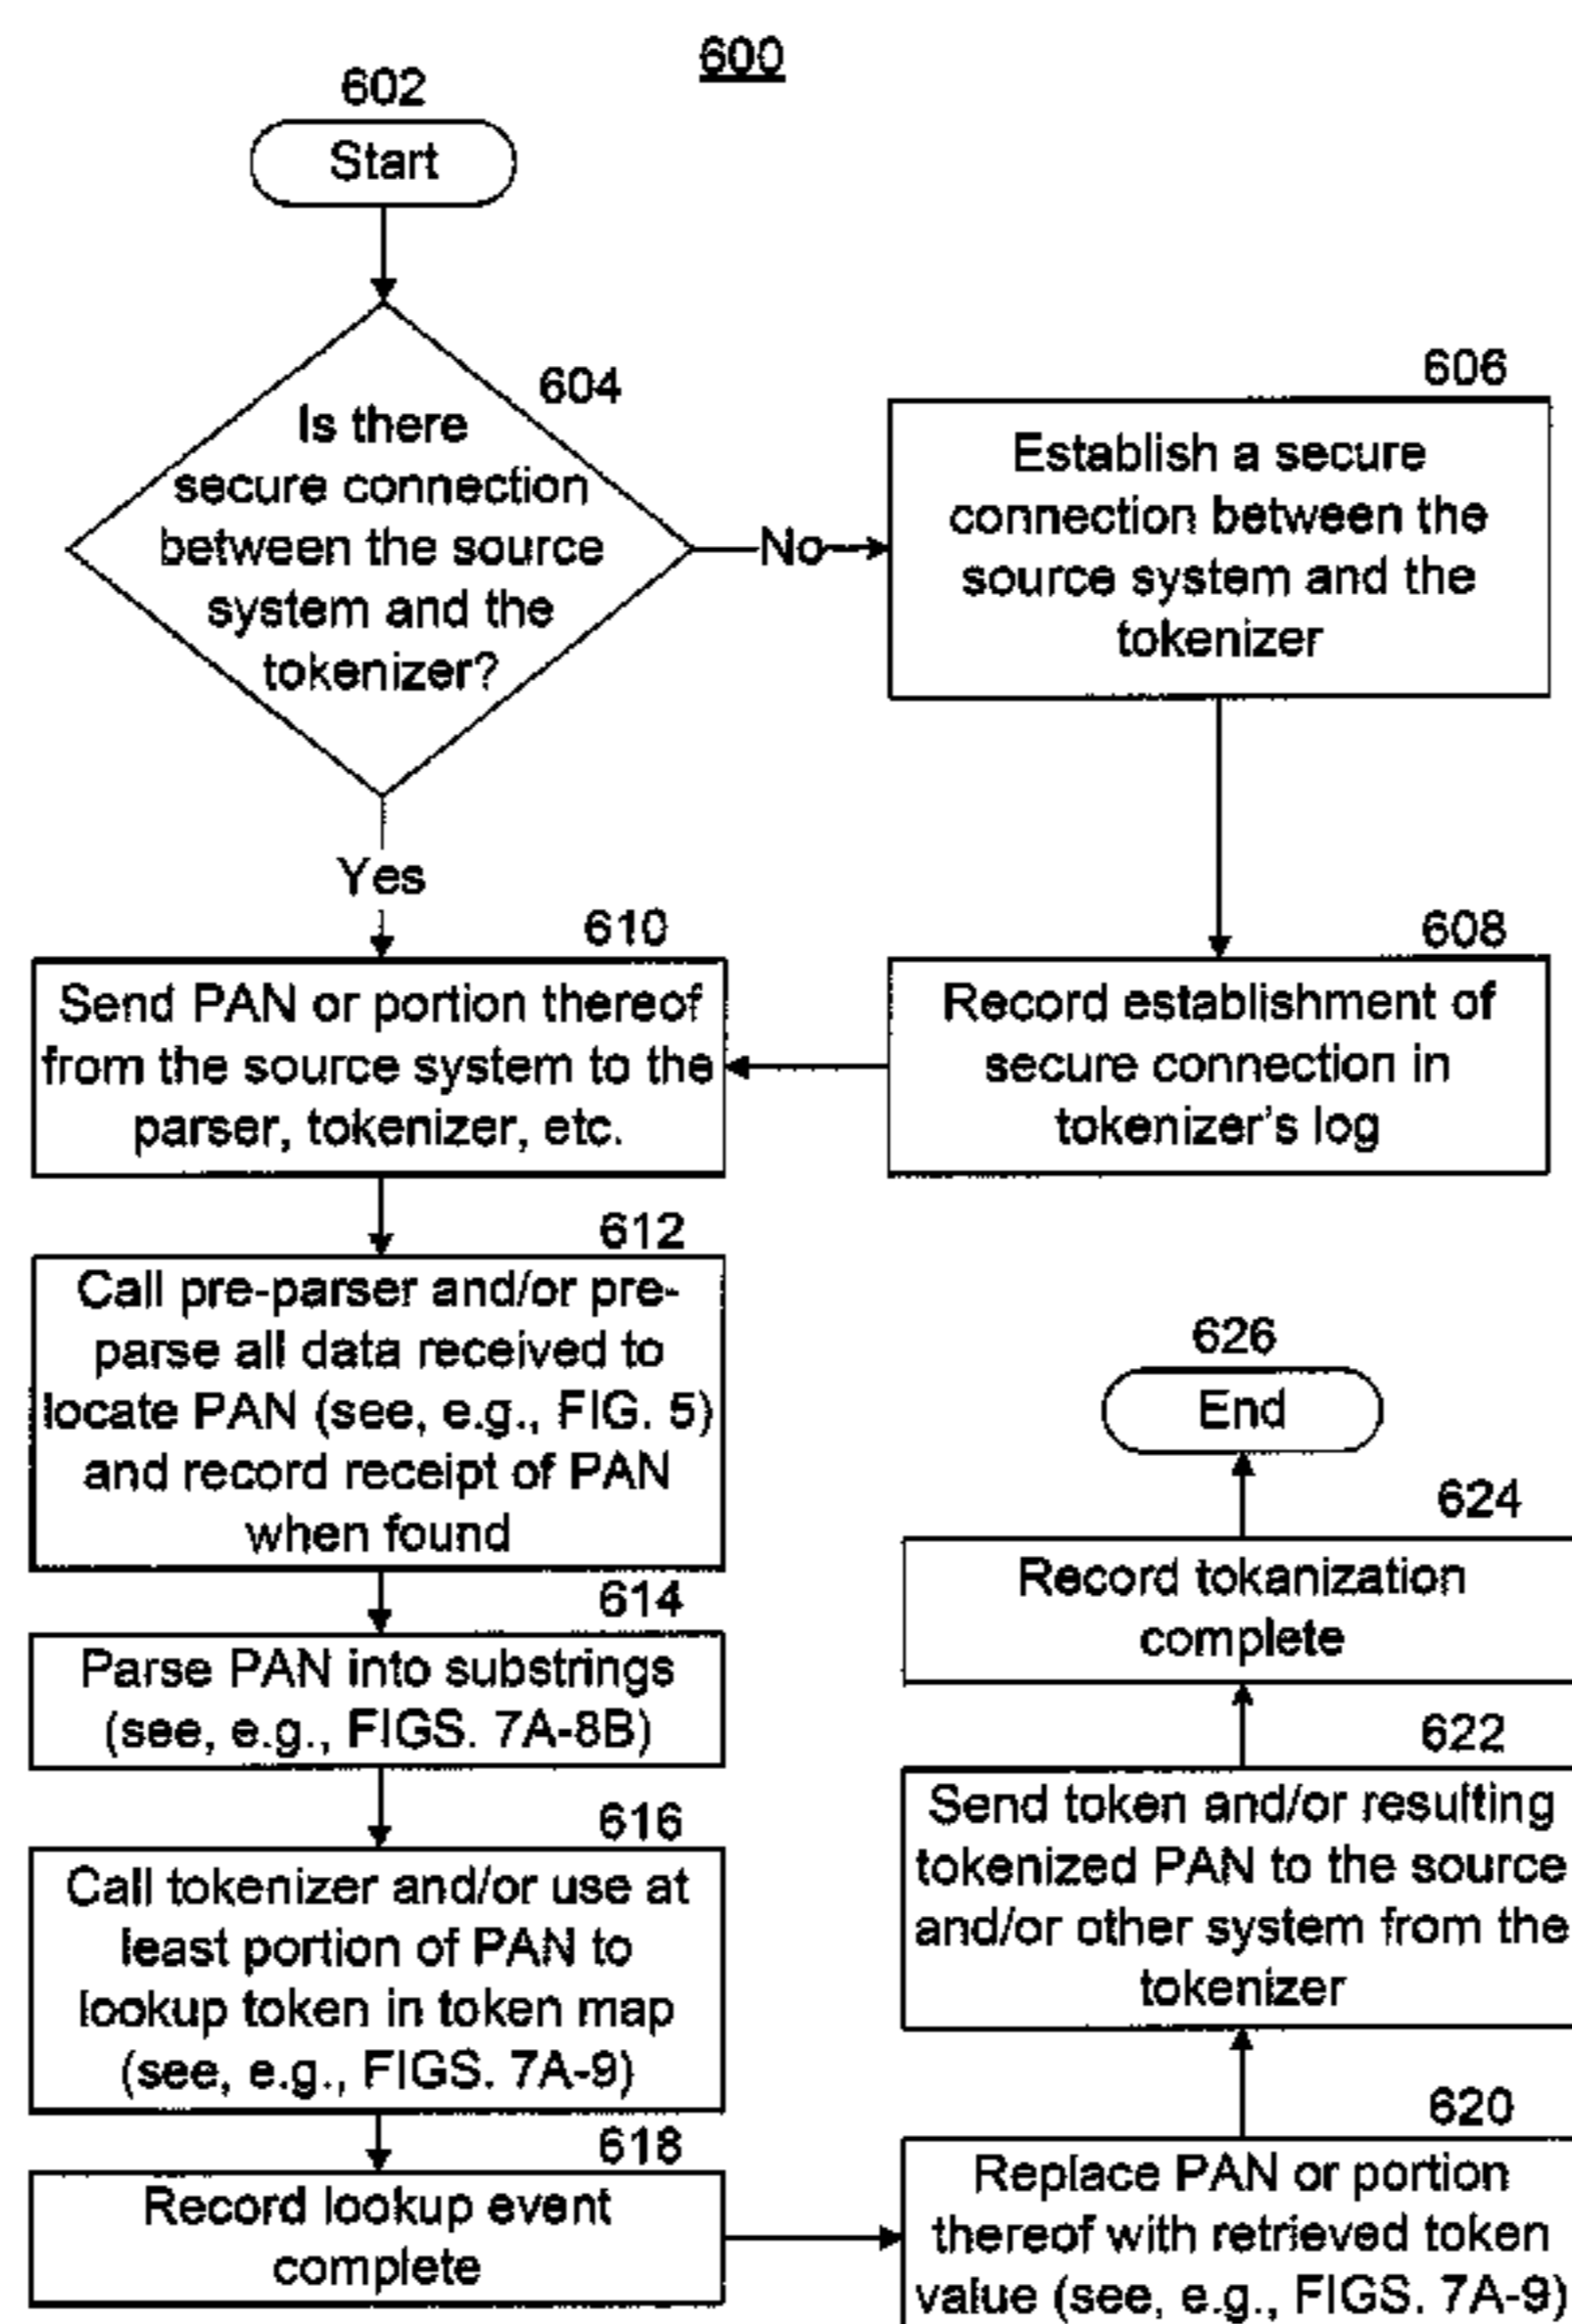 600
602
Start
604
Is there
secure connection
between the source
system and the
tokenizer?
No
606
Establish a secure
connection between the
source system and the
tokenizer
Yes
608
Record establishment of
secure connection in
tokenizer's log
610
Send PAN or portion thereof
from the source system to the
parser, tokenizer, etc.
612
Call pre-parser and/or pre-
parse all data received to
locate PAN (see, e.g., FIG. 5)
and record receipt of PAN
when found
614
Parse PAN into substrings
(see, e.g., FIGS. 7A-8B)
616
Call tokenizer and/or use at
least portion of PAN to
lookup token in token map
(see, e.g., FIGS. 7A-9)
618
Record lookup event
complete
620
Replace PAN or portion
thereof with retrieved token
value (see, e.g., FIGS. 7A-9)
622
Send token and/or resulting
tokenized PAN to the source
and/or other system from the
tokenizer
624
Record tokanization
complete
626
End